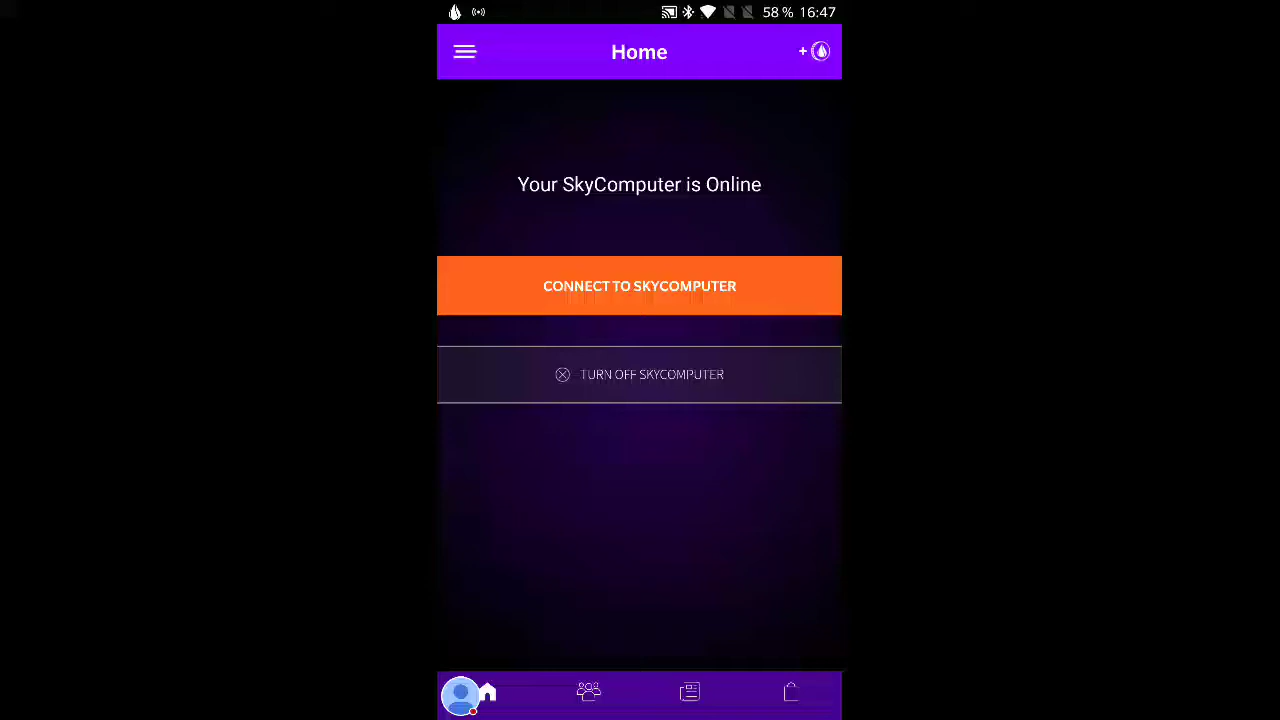 58 % 16:47
Home
+
Your SkyComputer is Online
CONNECT TO SKYCOMPUTER
TURN OFF SKYCOMPUTER